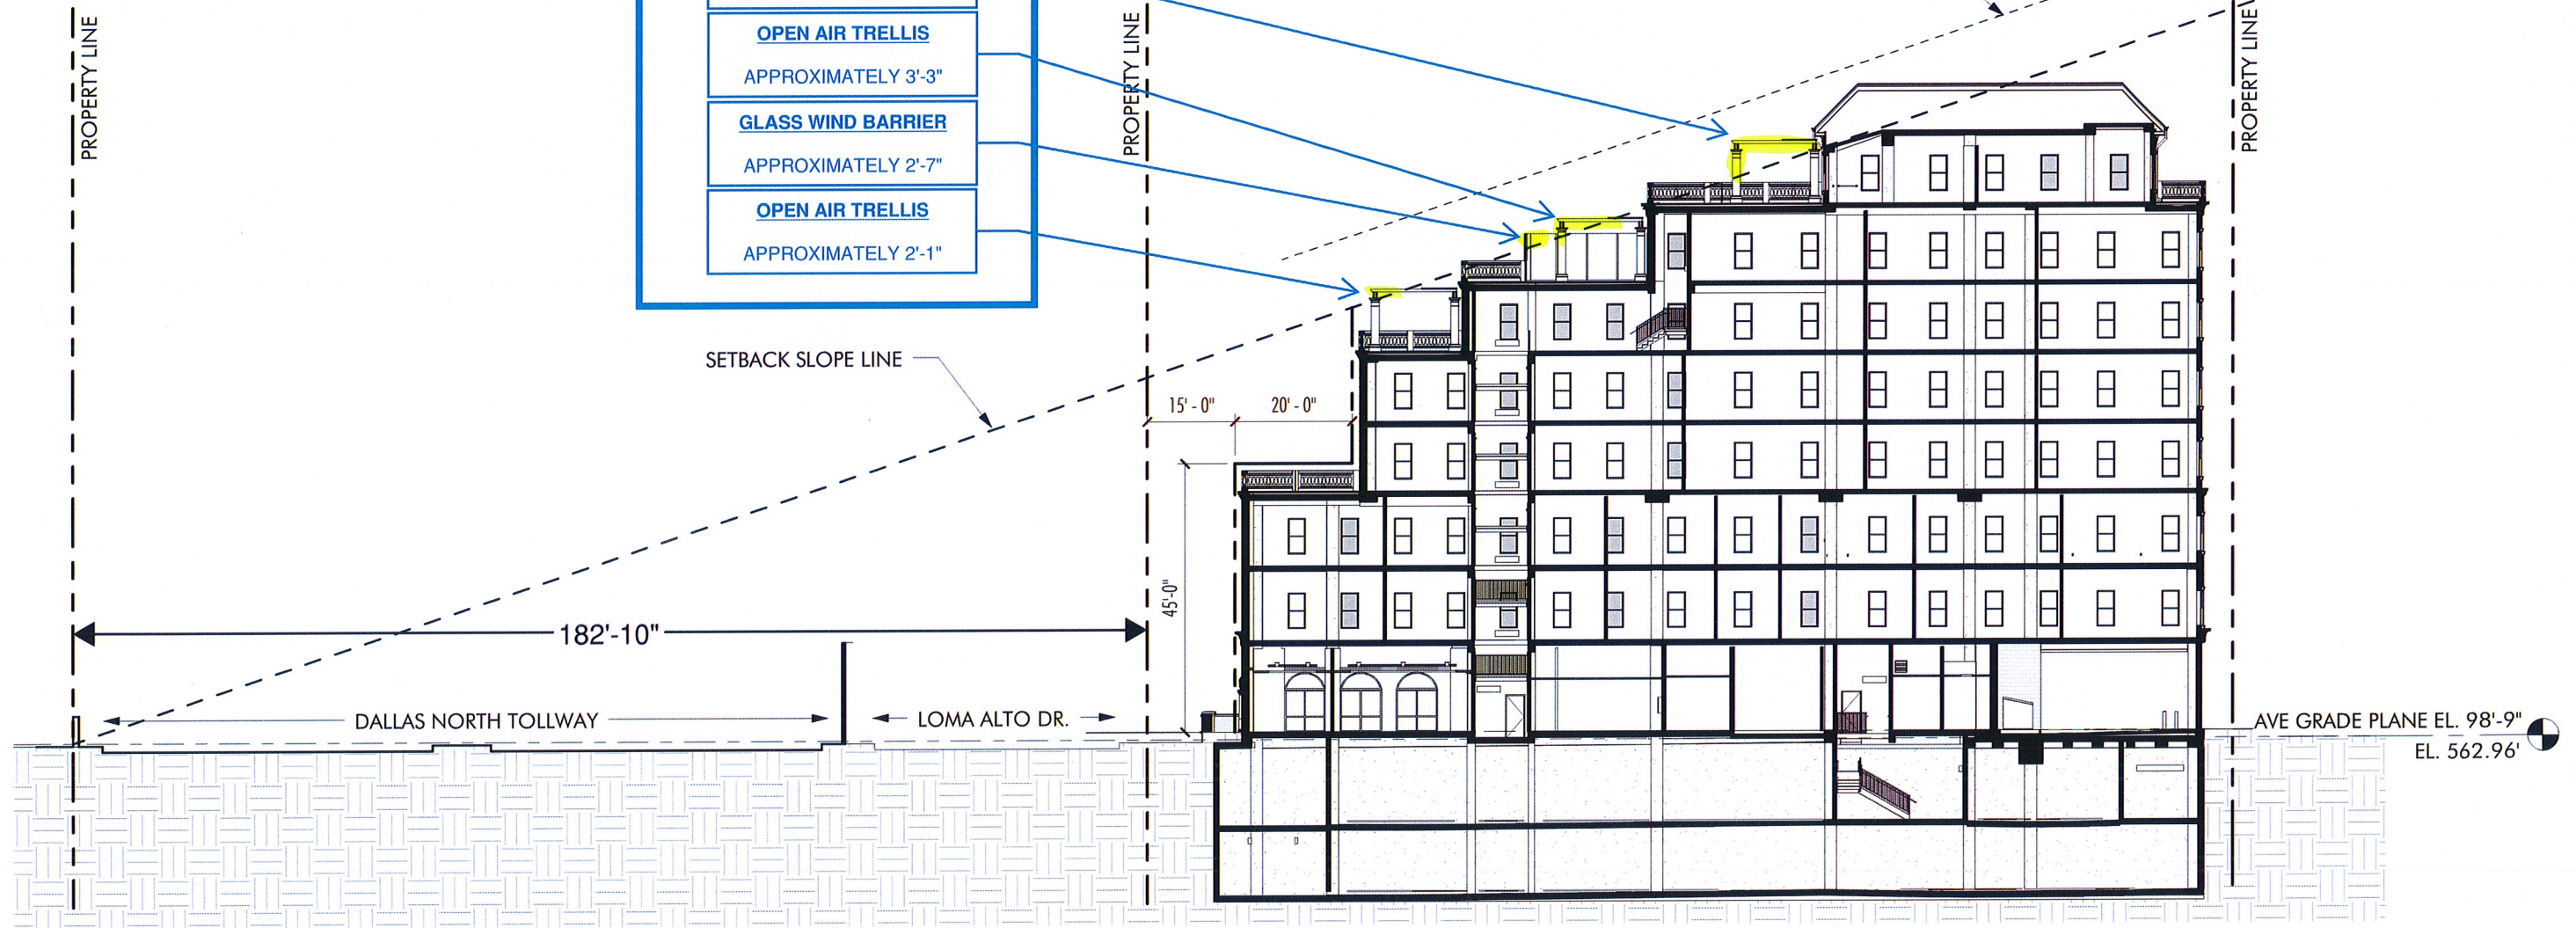 PROPERTY LINE
OPEN AIR TRELLIS
APPROXIMATELY 3'-3"
GLASS WIND BARRIER
APPROXIMATELY 2'-7"
OPEN AIR TRELLIS
APPROXIMATELY 2'-1"
PROPERTY LINE
PROPERTY LINE
SETBACK SLOPE LINE
15' - 0"
20' - 0"
45'-0"
182'-10"
DALLAS NORTH TOLLWAY
LOMA ALTO DR.
AVE GRADE PLANE EL. 98'-9"
EL. 562.96'